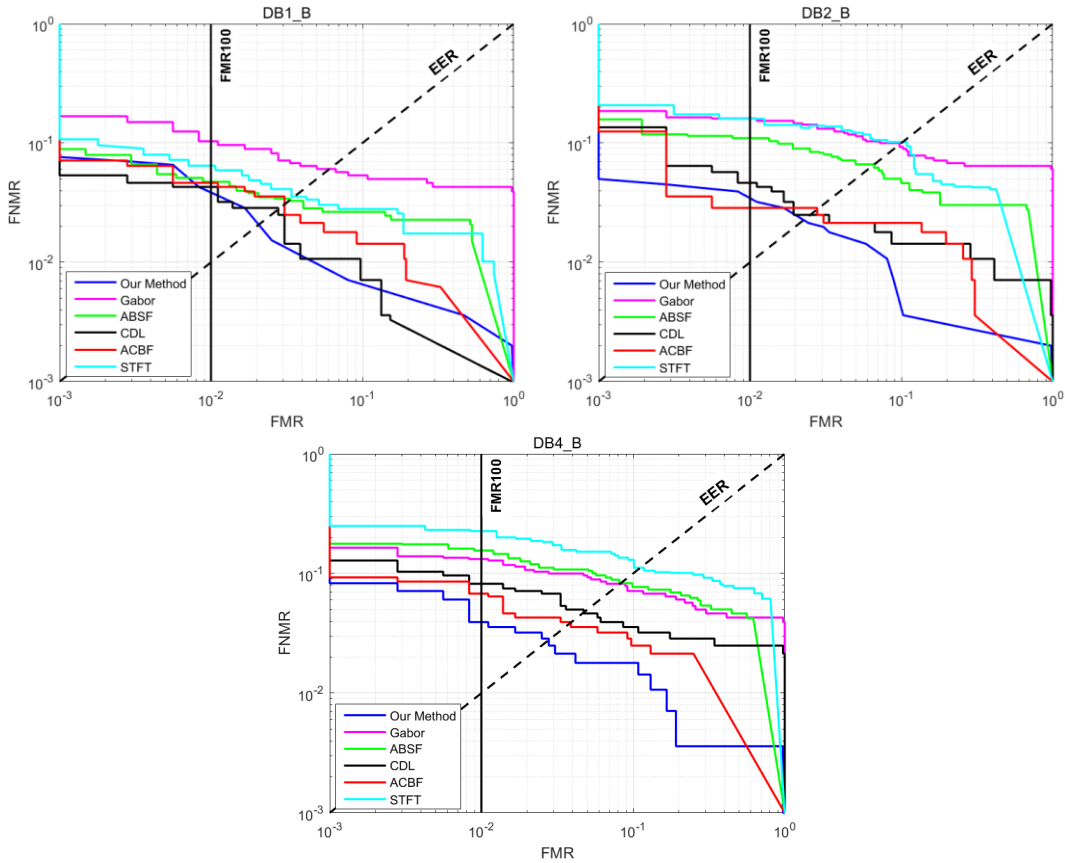 DB1_B
10^0
10^-1
10^-2
10^-3
FNMR
FMR100
EER
Our Method
Gabor
ABSF
CDL
ACBF
STFT
10^-3
10^-2
10^-1
10^0
FMR
DB2_B
10^0
10^-1
10^-2
10^-3
FNMR
FMR100
EER
Our Method
Gabor
ABSF
CDL
ACBF
STFT
10^-3
10^-2
10^-1
10^0
FMR
DB4_B
10^0
10^-1
10^-2
10^-3
FNMR
FMR100
EER
Our Method
Gabor
ABSF
CDL
ACBF
STFT
10^-3
10^-2
10^-1
10^0
FMR